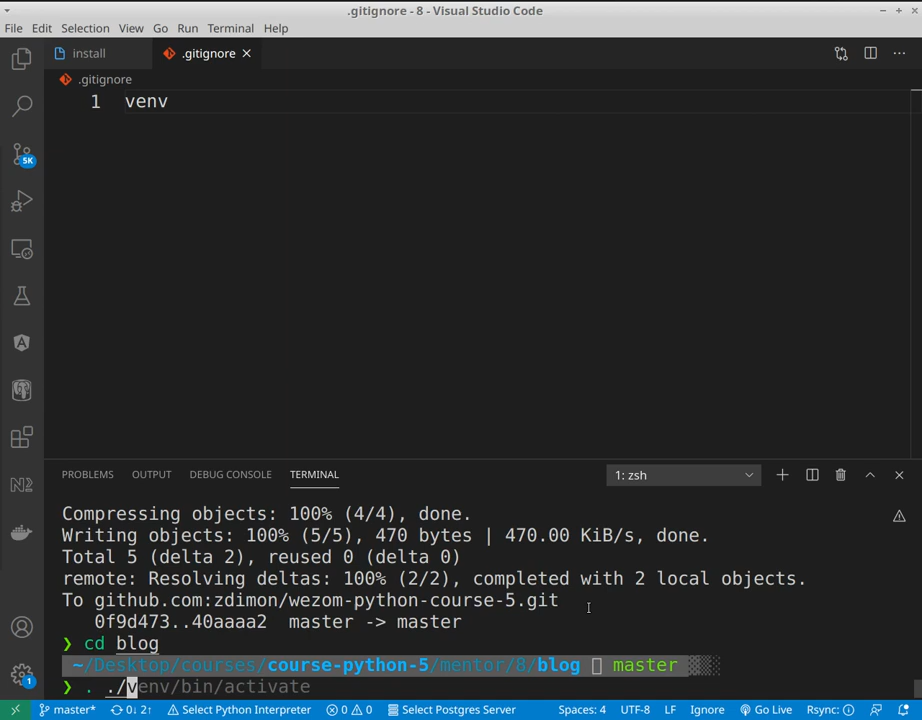 .gitignore - 8 - Visual Studio Code
File Edit Selection View Go Run Terminal Help
install .gitignore
.gitignore
1 venv
5K
PROBLEMS OUTPUT DEBUG CONSOLE TERMINAL 1: zsh
Compressing objects: 100% (4/4), done.
Writing objects: 100% (5/5), 470 bytes | 470.00 KiB/s, done.
Total 5 (delta 2), reused 0 (delta 0)
remote: Resolving deltas: 100% (2/2), completed with 2 local objects.
To github.com:zdimon/wezom-python-course-5.git
0f9d473..40aaaa2 master -> master
❯ cd blog
~/Desktop/courses/course-python-5/mentor/8/blog master
❯ . ./venv/bin/activate
1
master* 0↓ 2↑ Select Python Interpreter 0 0 Select Postgres Server Spaces: 4 UTF-8 LF Ignore Go Live Rsync: